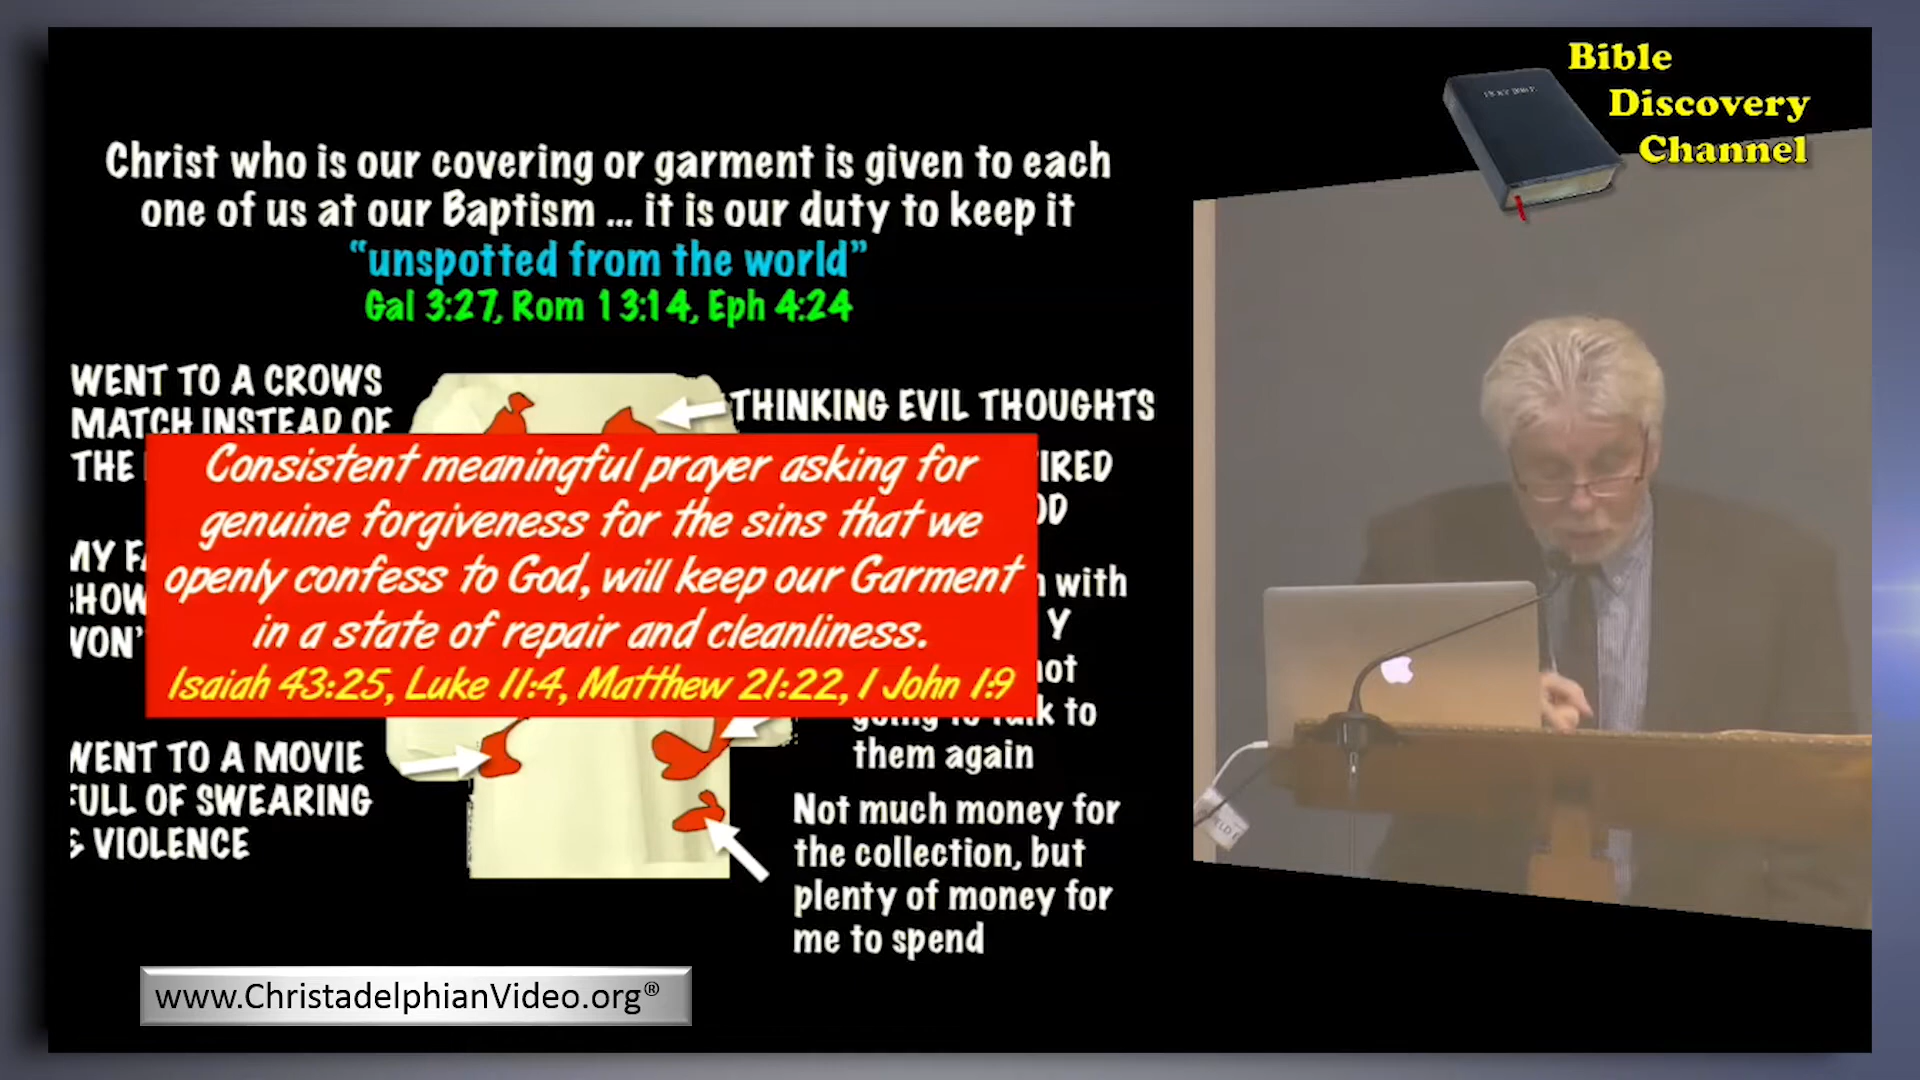 Bible
Discovery
Channel
HOLY BIBLE
Christ who is our covering or garment is given to each
one of us at our Baptism ... it is our duty to keep it
“unspotted from the world”
Gal 3:27, Rom 13:14, Eph 4:24
WENT TO A CROWS
MATCH INSTEAD OF
THE
THINKING EVIL THOUGHTS
Consistent meaningful prayer asking for
genuine forgiveness for the sins that we
openly confess to God, will keep our Garment
in a state of repair and cleanliness.
Isaiah 43:25, Luke 11:4, Matthew 21:22, 1 John 1:9
with
Y
to
them again
WENT TO A MOVIE
FULL OF SWEARING
& VIOLENCE
Not much money for
the collection, but
plenty of money for
me to spend
www.ChristadelphianVideo.org®